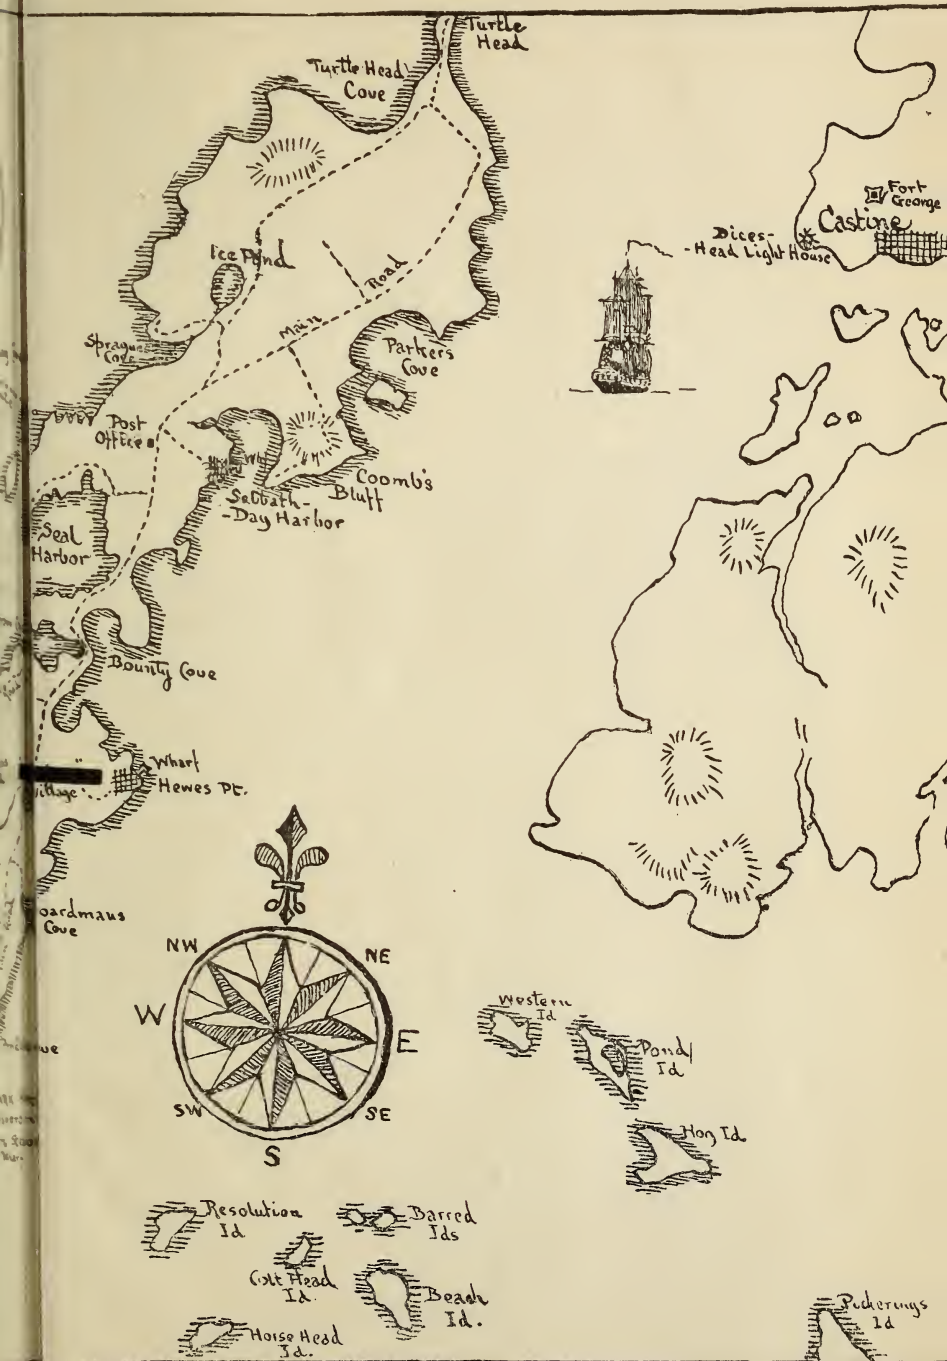 Turtle
Head
Turtle Head
Cove
Fort
George
Castine
Dices-
-Head Light House
Ice Pond
Main Road
Sprague
Cove
Parkers
Cove
Post
Office
Coombs
Bluff
Sabbath-
-Day Harbor
Seal
Harbor
Bounty Cove
Wharf
Hewes Pt.
village
oardmans
Cove
NW
NE
W
E
SW
SE
S
Western
Id
Pond
Id
Hog Id
Resolution
Id
Barred
Ids
Colt Head
Id.
Beach
Id.
Horse Head
Id.
Pickerings
Id